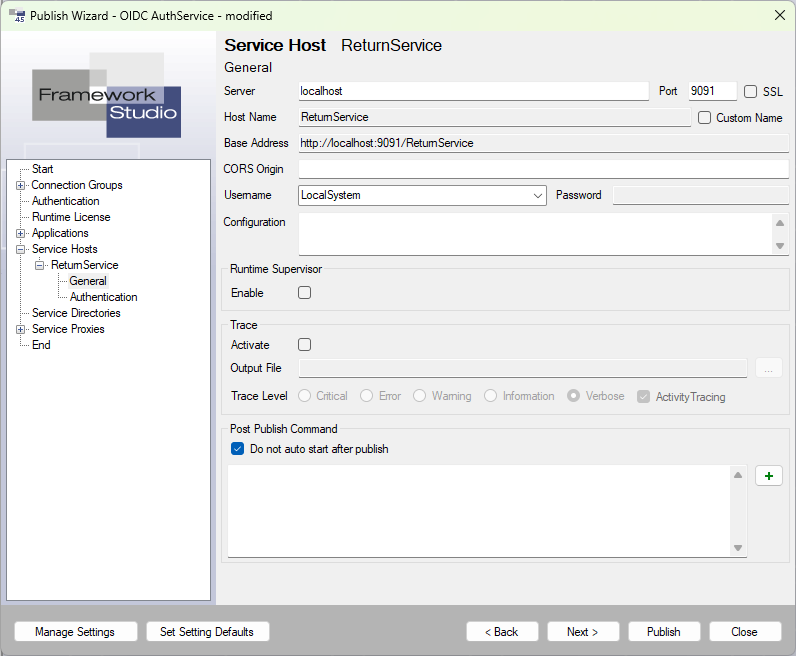 Publish Wizard - OIDC AuthService - modified
Framework
Studio
Start
Connection Groups
Authentication
Runtime License
Applications
Service Hosts
ReturnService
General
Authentication
Service Directories
Service Proxies
End
Service Host ReturnService
General
Server localhost Port 9091 SSL
Host Name ReturnService Custom Name
Base Address http://localhost:9091/ReturnService
CORS Origin
Username LocalSystem Password
Configuration
Runtime Supervisor
Enable
Trace
Activate
Output File ...
Trace Level Critical Error Warning Information Verbose ActivityTracing
Post Publish Command
Do not auto start after publish
Manage Settings Set Setting Defaults < Back Next > Publish Close